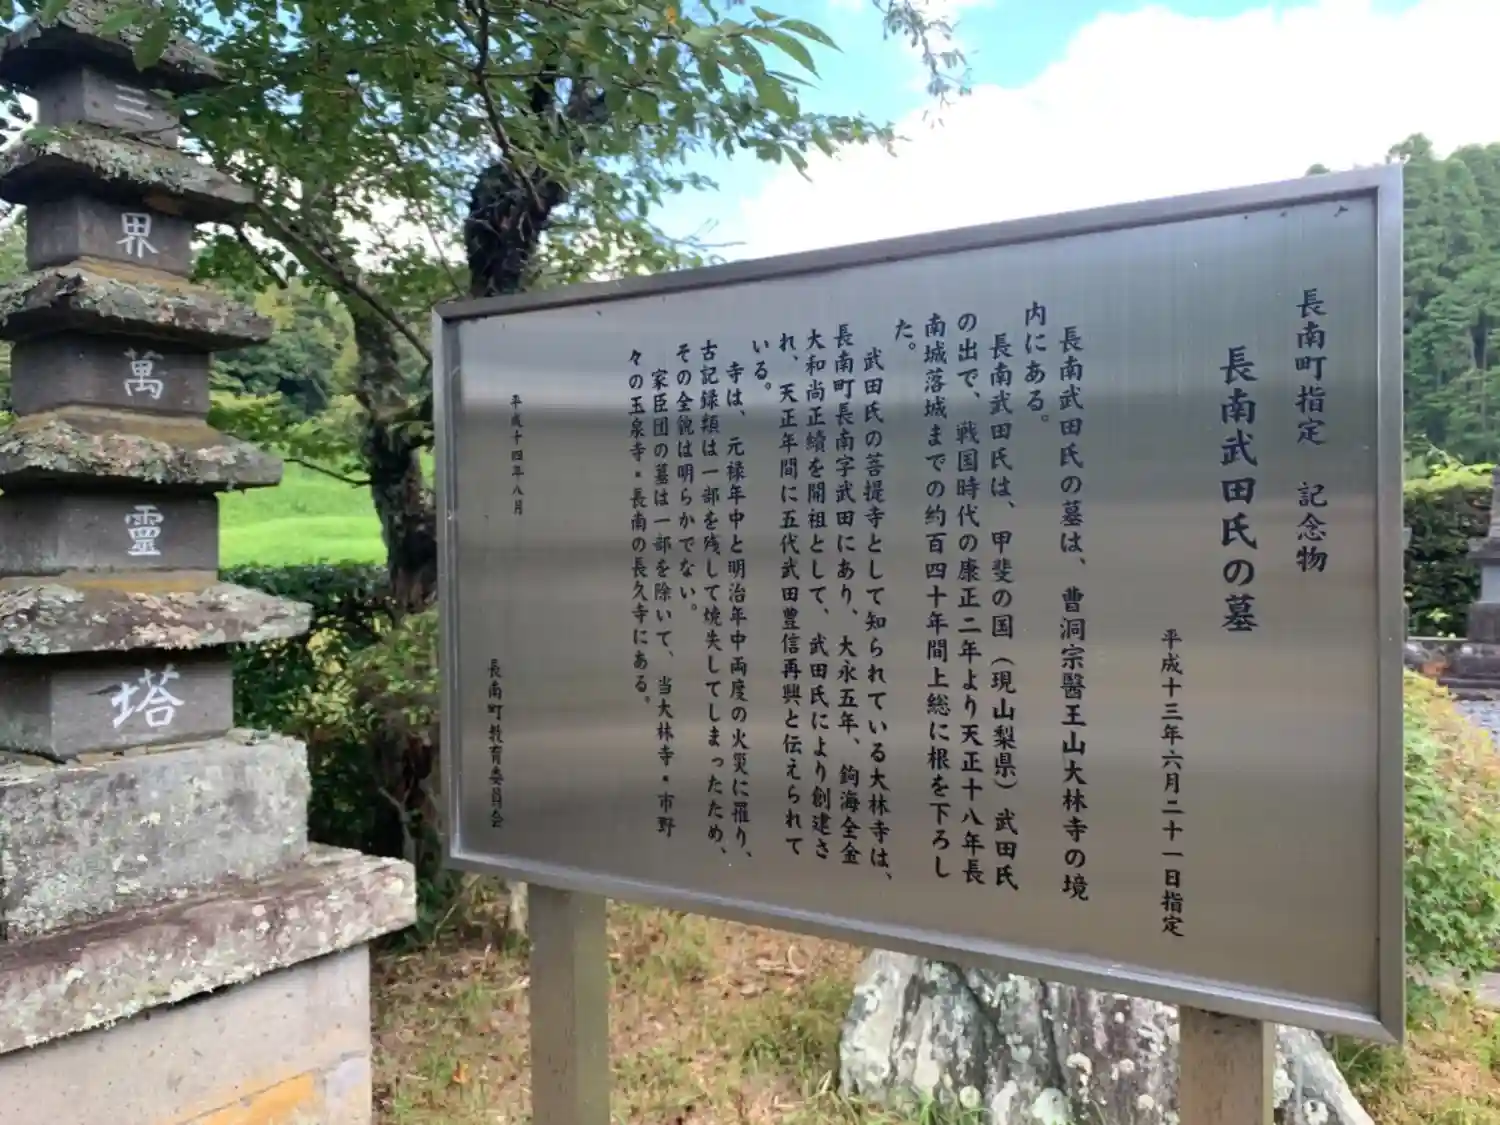 長南町指定 記念物
長南武田氏の墓
平成十三年六月二十一日指定
長南武田氏の墓は、曹洞宗醫王山大林寺の境
内にある。
長南武田氏は、甲斐の国（現山梨県）武田氏
の出で、戦国時代の康正二年より天正十八年長
南城落城までの約百四十年間上総に根を下ろし
た。
武田氏の菩提寺として知られている大林寺は、
長南町長南字武田にあり、大永五年、鉤海全金
大和尚正續を開祖として、武田氏により創建さ
れ、天正年間に五代武田豊信再興と伝えられて
いる。
寺は、元禄年中と明治年中両度の火災に罹り、
古記録類は一部を残して焼失してしまったため、
その全貌は明らかでない。
家臣団の墓は一部を除いて、当大林寺・市野
々の玉泉寺・長南の長久寺にある。
平成十四年八月
長南町教育委員会
三
界
萬
靈
塔